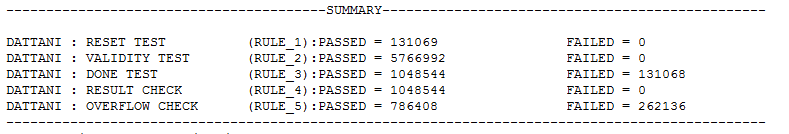 -----------------------------------------SUMMARY-------------------------------------------------
DATTANI : RESET TEST (RULE_1):PASSED = 131069 FAILED = 0
DATTANI : VALIDITY TEST (RULE_2):PASSED = 5766992 FAILED = 0
DATTANI : DONE TEST (RULE_3):PASSED = 1048544 FAILED = 131068
DATTANI : RESULT CHECK (RULE_4):PASSED = 1048544 FAILED = 0
DATTANI : OVERFLOW CHECK (RULE_5):PASSED = 786408 FAILED = 262136
-------------------------------------------------------------------------------------------------